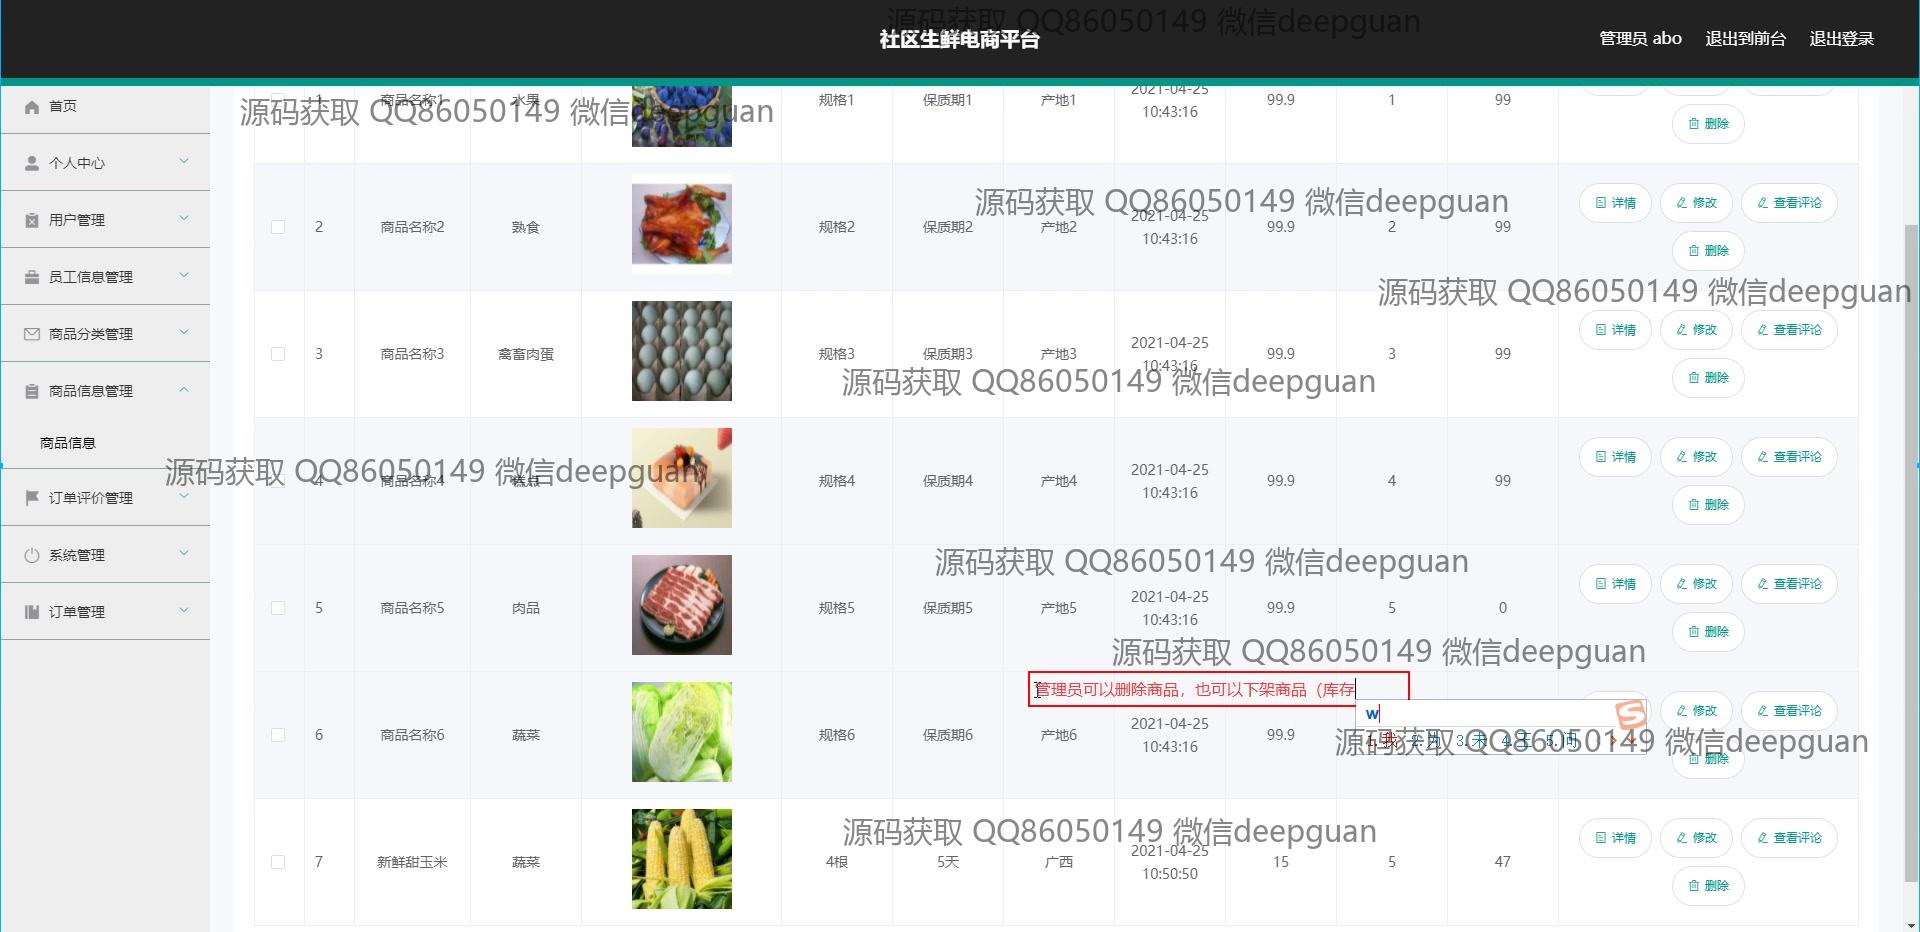 源码获取 QQ86050149 微信deepguan
社区生鲜电商平台
管理员 abo 退出到前台 退出登录
首页
个人中心
用户管理
员工信息管理
商品分类管理
商品信息管理
商品信息
订单评价管理
系统管理
订单管理
源码获取 QQ86050149 微信deepguan
1 商品名称1 水果 规格1 保质期1 产地1 2021-04-25 10:43:16 99.9 1 99
删除
源码获取 QQ86050149 微信deepguan
2 商品名称2 熟食 规格2 保质期2 产地2 2021-04-25 10:43:16 99.9 2 99
详情 修改 查看评论
删除
源码获取 QQ86050149 微信deepguan
3 商品名称3 禽畜肉蛋 规格3 保质期3 产地3 2021-04-25 10:43:16 99.9 3 99
详情 修改 查看评论
删除
源码获取 QQ86050149 微信deepguan
源码获取 QQ86050149 微信deepguan
4 商品名称4 糕点 规格4 保质期4 产地4 2021-04-25 10:43:16 99.9 4 99
详情 修改 查看评论
删除
源码获取 QQ86050149 微信deepguan
5 商品名称5 肉品 规格5 保质期5 产地5 2021-04-25 10:43:16 99.9 5 0
详情 修改 查看评论
删除
源码获取 QQ86050149 微信deepguan
管理员可以删除商品，也可以下架商品（库存
w
6 商品名称6 蔬菜 规格6 保质期6 产地6 2021-04-25 10:43:16 99.9
修改 查看评论
删除
1.我 2.为 3.未 4.王 5.问
源码获取 QQ86050149 微信deepguan
源码获取 QQ86050149 微信deepguan
7 新鲜甜玉米 蔬菜 4根 5天 广西 2021-04-25 10:50:50 15 5 47
详情 修改 查看评论
删除